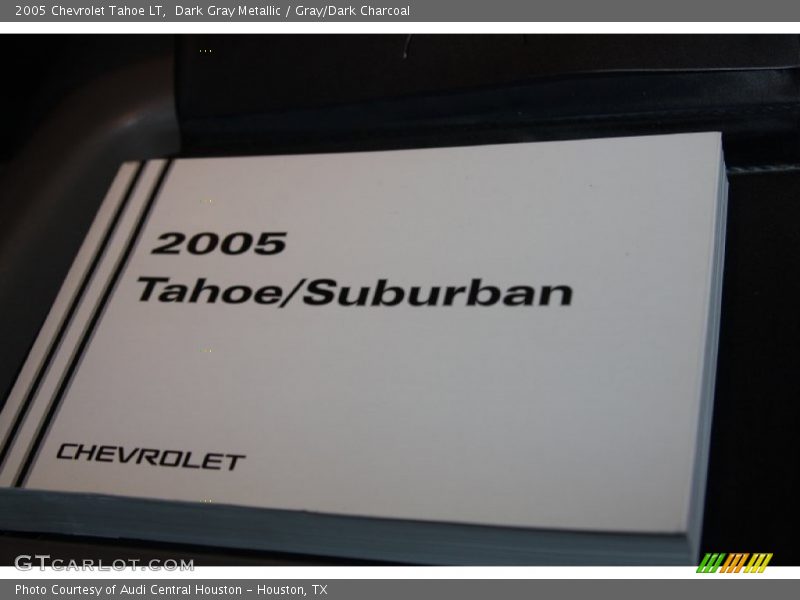 2005 Chevrolet Tahoe LT, Dark Gray Metallic / Gray/Dark Charcoal
2005
Tahoe/Suburban
CHEVROLET
GTCARLOT.COM
Photo Courtesy of Audi Central Houston - Houston, TX